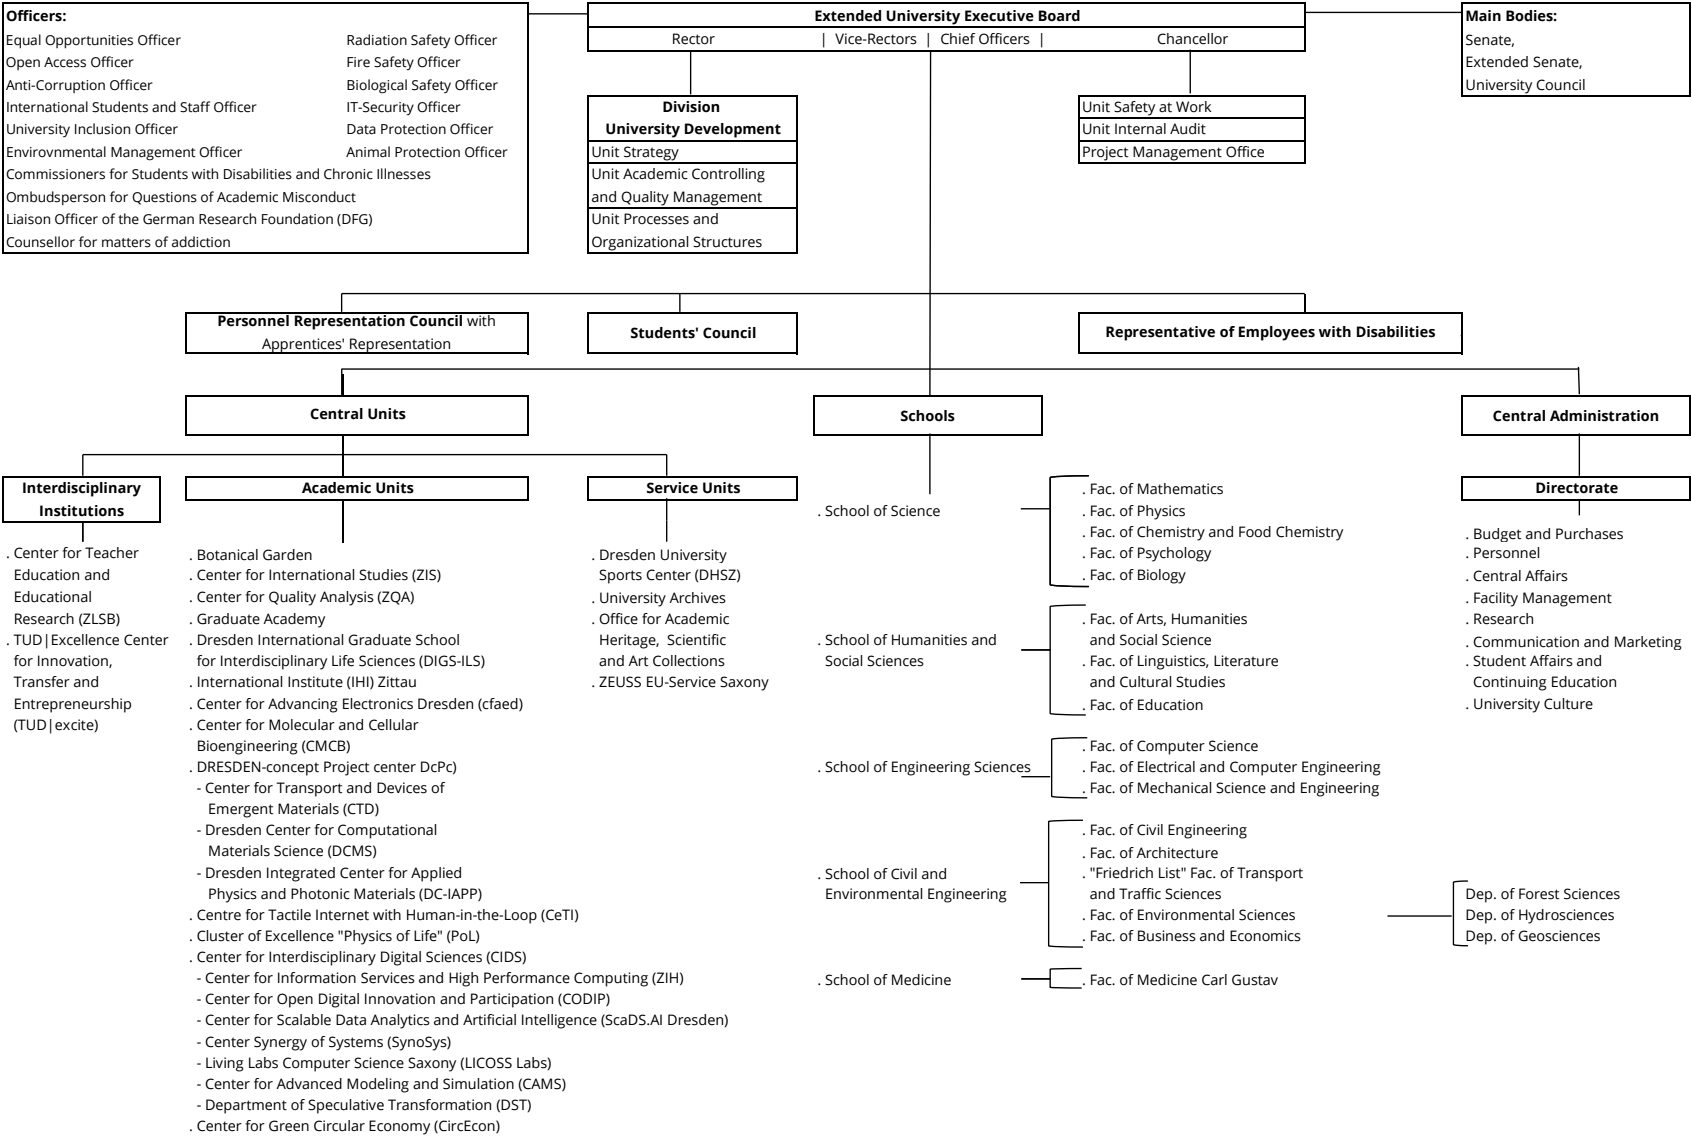 Officers:
Equal Opportunities Officer
Open Access Officer
Anti-Corruption Officer
International Students and Staff Officer
University Inclusion Officer
Envirovnmental Management Officer
Radiation Safety Officer
Fire Safety Officer
Biological Safety Officer
IT-Security Officer
Data Protection Officer
Animal Protection Officer
Commissioners for Students with Disabilities and Chronic Illnesses
Ombudsperson for Questions of Academic Misconduct
Liaison Officer of the German Research Foundation (DFG)
Counsellor for matters of addiction
Extended University Executive Board
Rector | Vice-Rectors | Chief Officers | Chancellor
Main Bodies:
Senate,
Extended Senate,
University Council
Division
University Development
Unit Strategy
Unit Academic Controlling
and Quality Management
Unit Processes and
Organizational Structures
Unit Safety at Work
Unit Internal Audit
Project Management Office
Personnel Representation Council with
Apprentices' Representation
Students' Council
Representative of Employees with Disabilities
Central Units
Schools
Central Administration
Interdisciplinary
Institutions
. Center for Teacher
Education and
Educational
Research (ZLSB)
. TUD|Excellence Center
for Innovation,
Transfer and
Entrepreneurship
(TUD|excite)
Academic Units
. Botanical Garden
. Center for International Studies (ZIS)
. Center for Quality Analysis (ZQA)
. Graduate Academy
. Dresden International Graduate School
for Interdisciplinary Life Sciences (DIGS-ILS)
. International Institute (IHI) Zittau
. Center for Advancing Electronics Dresden (cfaed)
. Center for Molecular and Cellular
Bioengineering (CMCB)
. DRESDEN-concept Project center DcPc)
- Center for Transport and Devices of
Emergent Materials (CTD)
- Dresden Center for Computational
Materials Science (DCMS)
- Dresden Integrated Center for Applied
Physics and Photonic Materials (DC-IAPP)
. Centre for Tactile Internet with Human-in-the-Loop (CeTI)
. Cluster of Excellence "Physics of Life" (PoL)
. Center for Interdisciplinary Digital Sciences (CIDS)
- Center for Information Services and High Performance Computing (ZIH)
- Center for Open Digital Innovation and Participation (CODIP)
- Center for Scalable Data Analytics and Artificial Intelligence (ScaDS.AI Dresden)
- Center Synergy of Systems (SynoSys)
- Living Labs Computer Science Saxony (LICOSS Labs)
- Center for Advanced Modeling and Simulation (CAMS)
- Department of Speculative Transformation (DST)
. Center for Green Circular Economy (CircEcon)
Service Units
. Dresden University
Sports Center (DHSZ)
. University Archives
. Office for Academic
Heritage, Scientific
and Art Collections
. ZEUSS EU-Service Saxony
. School of Science
. Fac. of Mathematics
. Fac. of Physics
. Fac. of Chemistry and Food Chemistry
. Fac. of Psychology
. Fac. of Biology
. School of Humanities and
Social Sciences
. Fac. of Arts, Humanities
and Social Science
. Fac. of Linguistics, Literature
and Cultural Studies
. Fac. of Education
. School of Engineering Sciences
. Fac. of Computer Science
. Fac. of Electrical and Computer Engineering
. Fac. of Mechanical Science and Engineering
. School of Civil and
Environmental Engineering
. Fac. of Civil Engineering
. Fac. of Architecture
. "Friedrich List" Fac. of Transport
and Traffic Sciences
. Fac. of Environmental Sciences
. Fac. of Business and Economics
Dep. of Forest Sciences
Dep. of Hydrosciences
Dep. of Geosciences
. School of Medicine
. Fac. of Medicine Carl Gustav
Directorate
. Budget and Purchases
. Personnel
. Central Affairs
. Facility Management
. Research
. Communication and Marketing
. Student Affairs and
Continuing Education
. University Culture